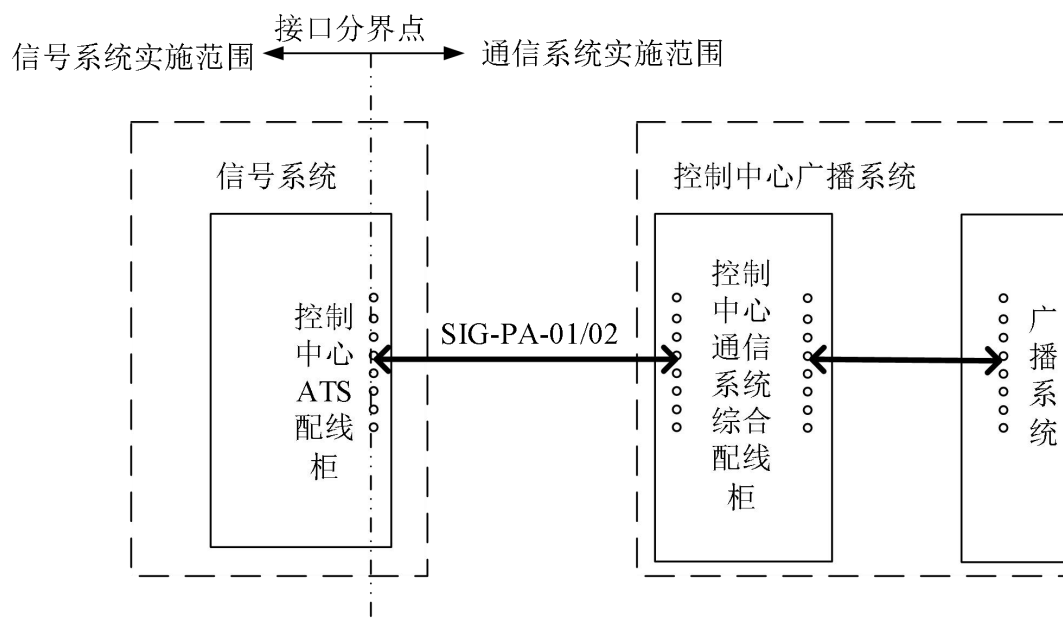 接口分界点
信号系统实施范围
通信系统实施范围
信号系统
控制中心广播系统
控制
中心
ATS
配线
柜
SIG-PA-01/02
控制
中心
通信
系统
综合
配线
柜
广
播
系
统